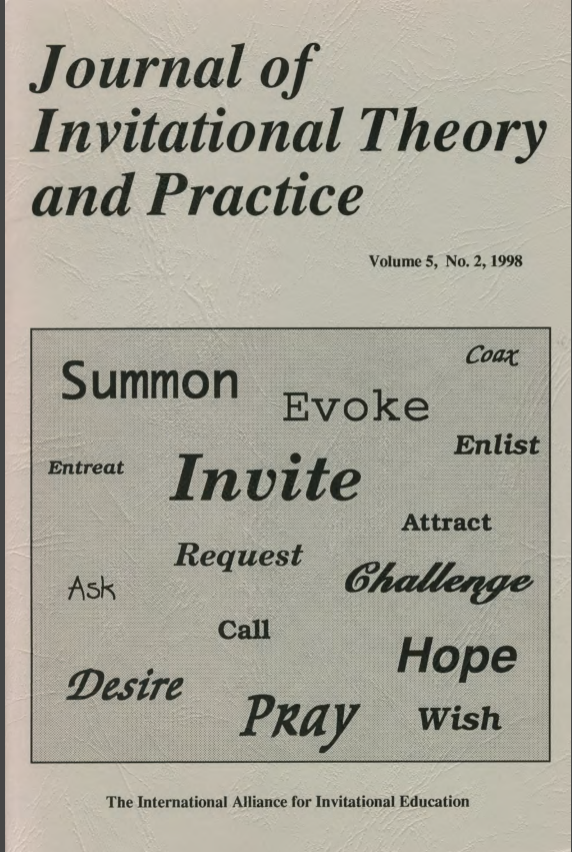 Journal of
Invitational Theory
and Practice
Volume 5, No. 2, 1998
Coax
Summon
Evoke
Enlist
Entreat
Invite
Attract
Request
Challenge
Ask
Call
Hope
Desire
Pray
Wish
The International Alliance for Invitational Education